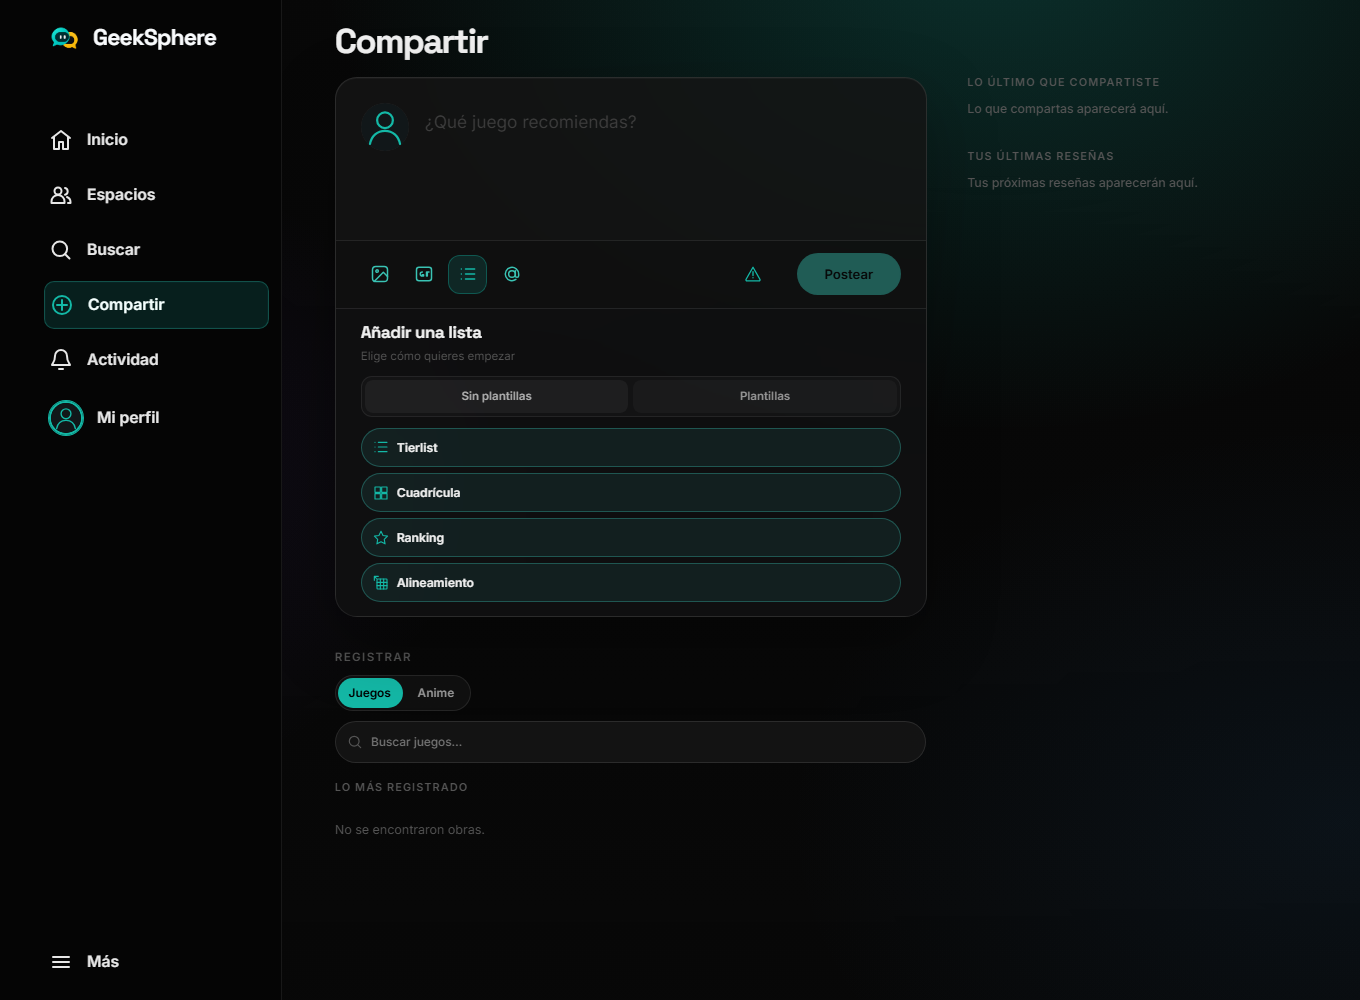 GeekSphere
Inicio
Espacios
Buscar
Compartir
Actividad
Mi perfil
Más
Compartir
¿Qué juego recomiendas?
GIF
Postear
Añadir una lista
Elige cómo quieres empezar
Sin plantillas
Plantillas
Tierlist
Cuadrícula
Ranking
Alineamiento
REGISTRAR
Juegos
Anime
Buscar juegos...
LO MÁS REGISTRADO
No se encontraron obras.
LO ÚLTIMO QUE COMPARTISTE
Lo que compartas aparecerá aquí.
TUS ÚLTIMAS RESEÑAS
Tus próximas reseñas aparecerán aquí.